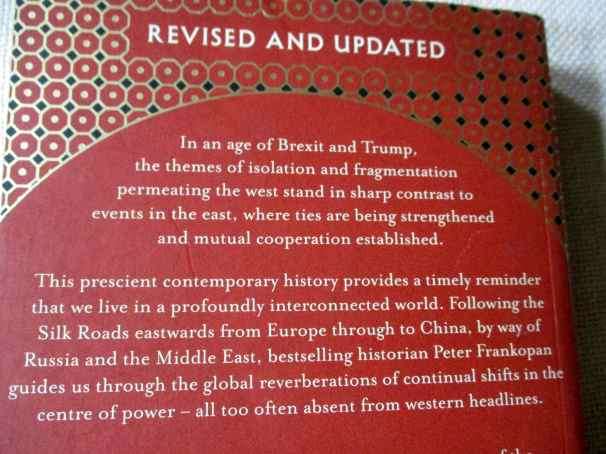 REVISED AND UPDATED
In an age of Brexit and Trump,
the themes of isolation and fragmentation
permeating the west stand in sharp contrast to
events in the east, where ties are being strengthened
and mutual cooperation established.
This prescient contemporary history provides a timely reminder
that we live in a profoundly interconnected world. Following the
Silk Roads eastwards from Europe through to China, by way of
Russia and the Middle East, bestselling historian Peter Frankopan
guides us through the global reverberations of continual shifts in the
centre of power – all too often absent from western headlines.